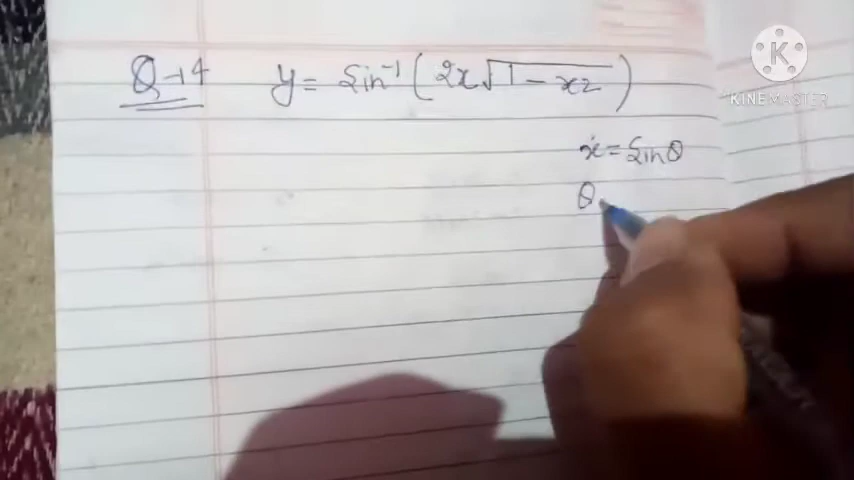 Q-14 y = Sin⁻¹ ( 2x √1 - x2 )
x = Sinθ
θ
KINEMASTER